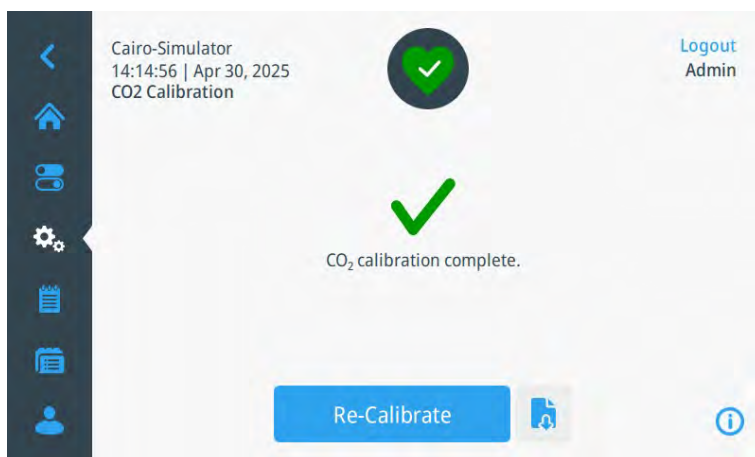 Cairo-Simulator
14:14:56 | Apr 30, 2025
CO2 Calibration
Logout
Admin
CO₂ calibration complete.
Re-Calibrate